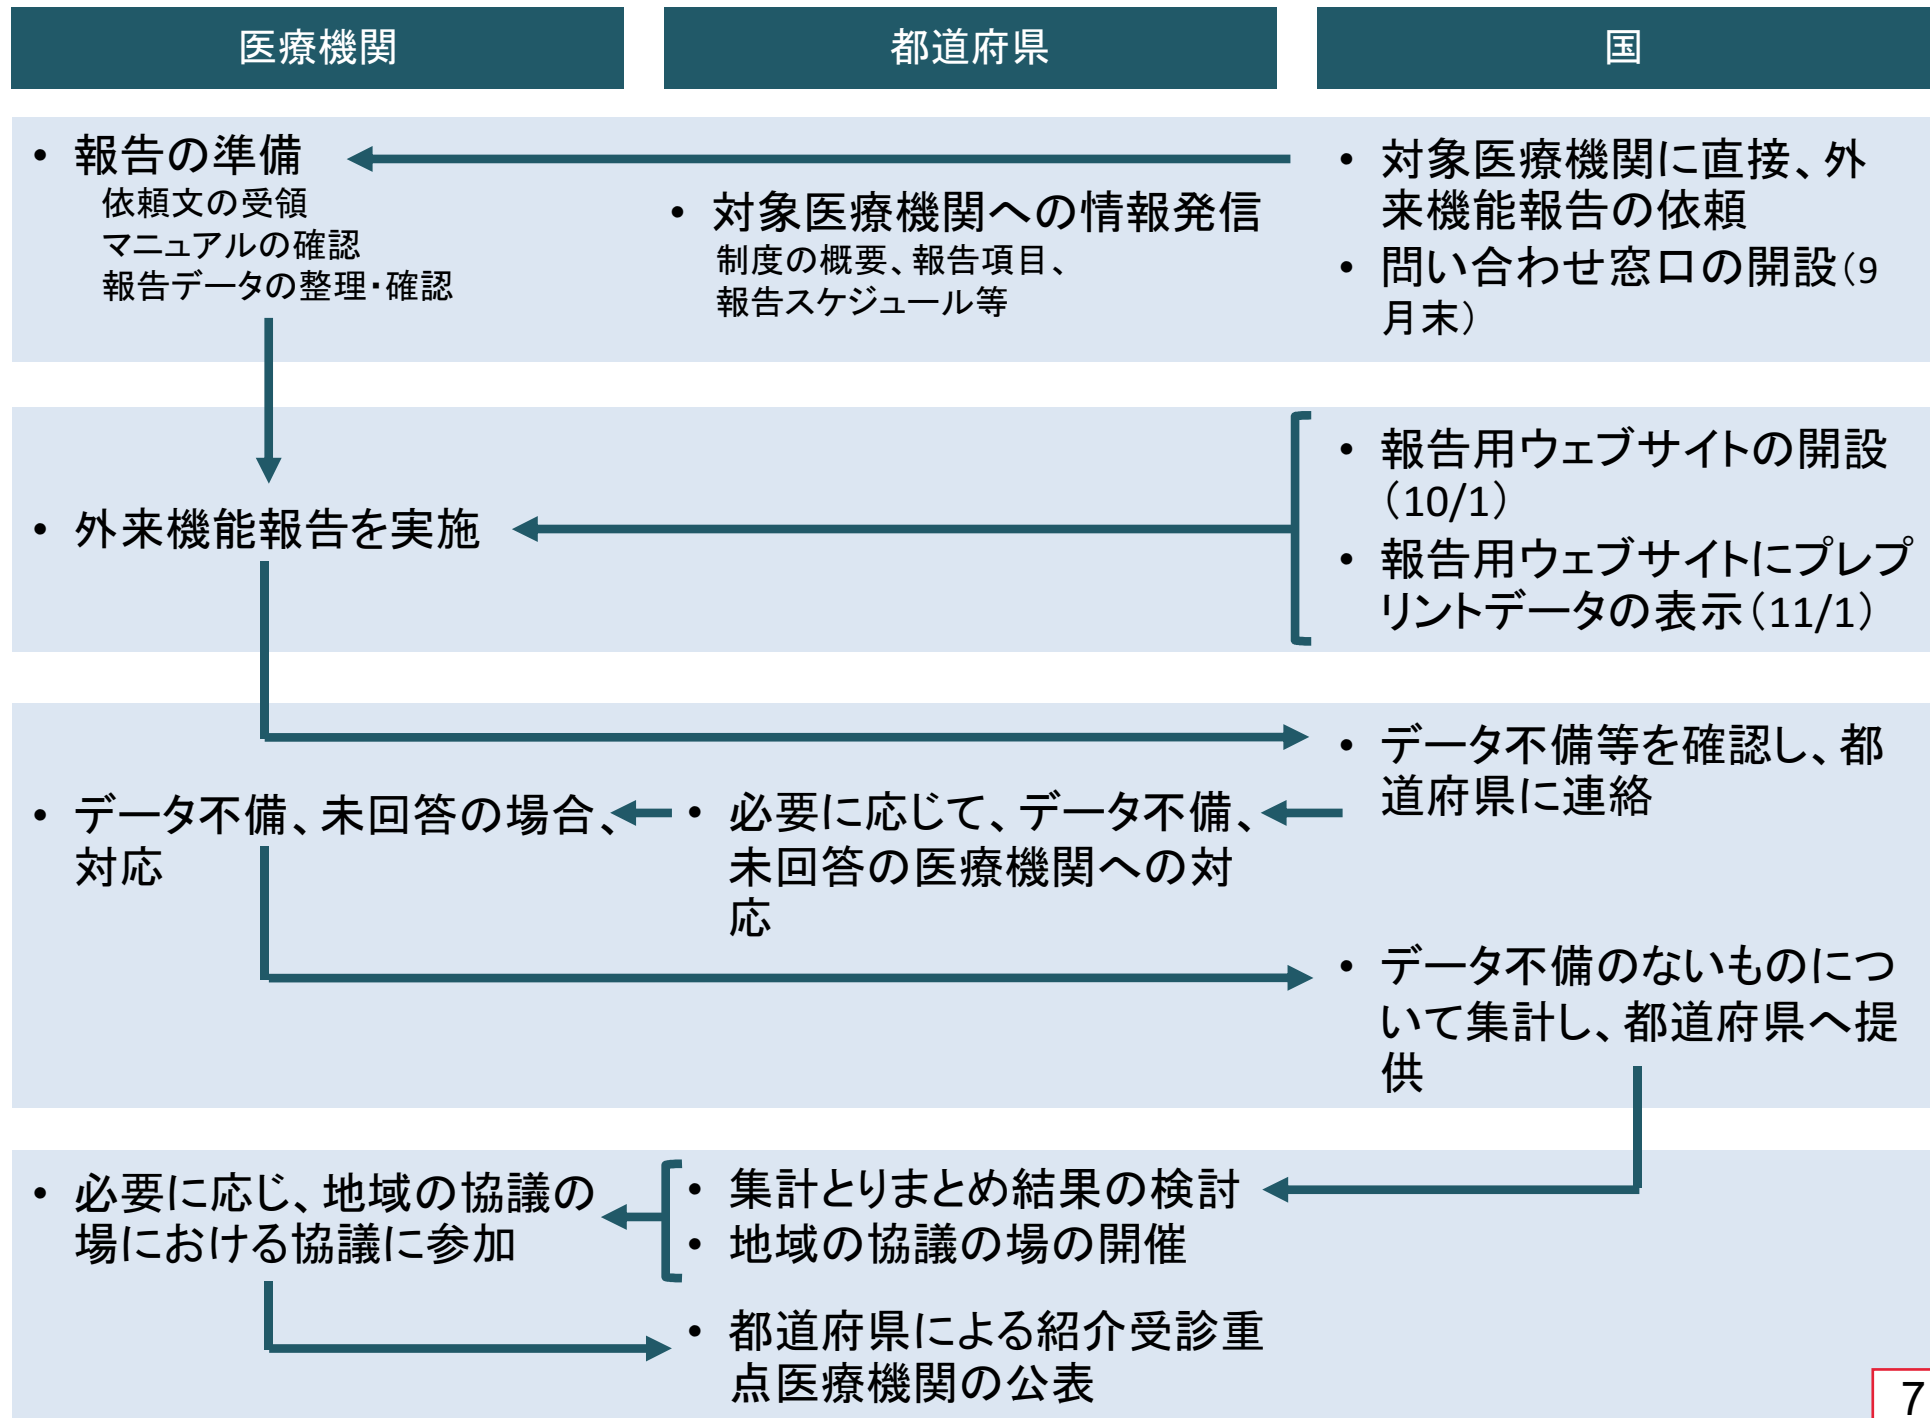 医療機関
都道府県
国
• 報告の準備
依頼文の受領
マニュアルの確認
報告データの整理・確認
• 対象医療機関への情報発信
制度の概要、報告項目、
報告スケジュール等
• 対象医療機関に直接、外
来機能報告の依頼
• 問い合わせ窓口の開設（9
月末）
• 外来機能報告を実施
• 報告用ウェブサイトの開設
（10/1）
• 報告用ウェブサイトにプレプ
リントデータの表示（11/1）
• データ不備、未回答の場合、
対応
• 必要に応じて、データ不備、
未回答の医療機関への対
応
• データ不備等を確認し、都
道府県に連絡
• データ不備のないものにつ
いて集計し、都道府県へ提
供
• 必要に応じ、地域の協議の
場における協議に参加
• 集計とりまとめ結果の検討
• 地域の協議の場の開催
• 都道府県による紹介受診重
点医療機関の公表
7